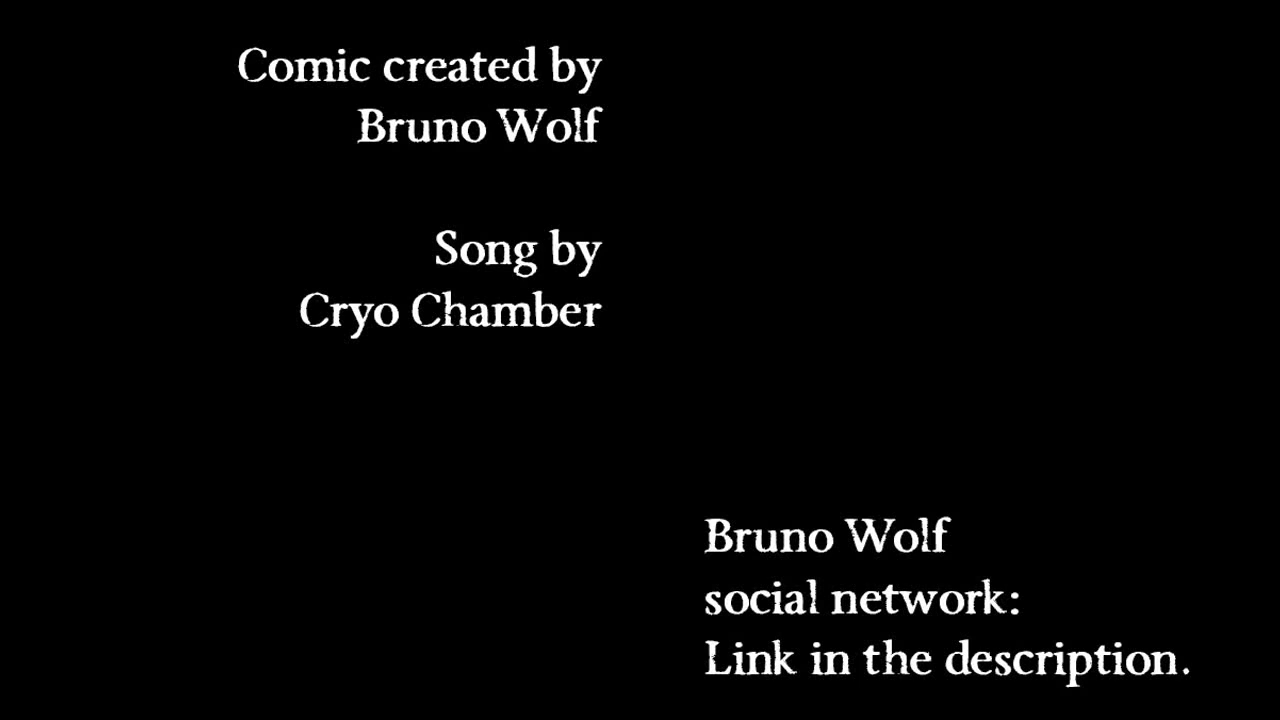 Comic created by
Bruno Wolf
Song by
Cryo Chamber
Bruno Wolf
social network:
Link in the description.